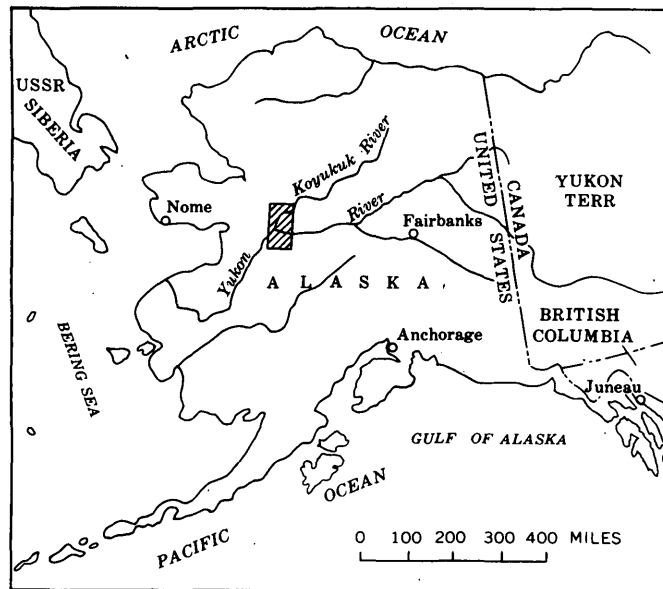 ARCTIC OCEAN
USSR
SIBERIA
Koyukuk River
UNITED STATES
CANADA
YUKON
TERR
Nome
River
Fairbanks
Yukon
ALASKA
BERING SEA
BRITISH
COLUMBIA
Anchorage
Juneau
GULF OF ALASKA
PACIFIC OCEAN
0 100 200 300 400 MILES